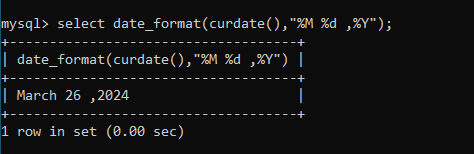 mysql> select date_format(curdate(),"%M %d ,%Y");
+-----------------------------------+
| date_format(curdate(),"%M %d ,%Y") |
+-----------------------------------+
| March 26 ,2024                     |
+-----------------------------------+
1 row in set (0.00 sec)